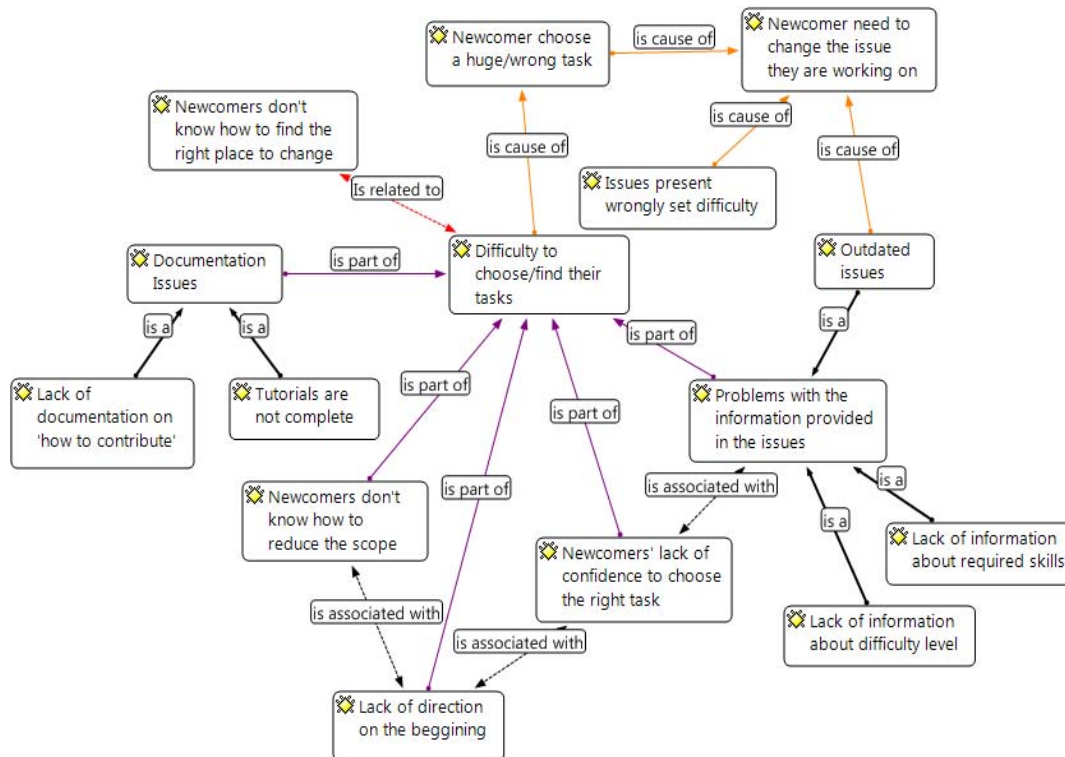 Newcomer choose
a huge/wrong task
is cause of
Newcomer need to
change the issue
they are working on
Newcomers don't
know how to find the
right place to change
is cause of
is cause of
is cause of
Is related to
Issues present
wrongly set difficulty
Documentation
Issues
is part of
Difficulty to
choose/find their
tasks
Outdated
issues
is a
is a
is part of
is a
Lack of
documentation on
'how to contribute'
Tutorials are
not complete
is part of
is part of
Problems with the
information provided
in the issues
is part of
is associated with
is a
is a
Newcomers don't
know how to
reduce the scope
Newcomers' lack of
confidence to choose
the right task
Lack of information
about required skills
is associated with
is associated with
Lack of information
about difficulty level
Lack of direction
on the beggining